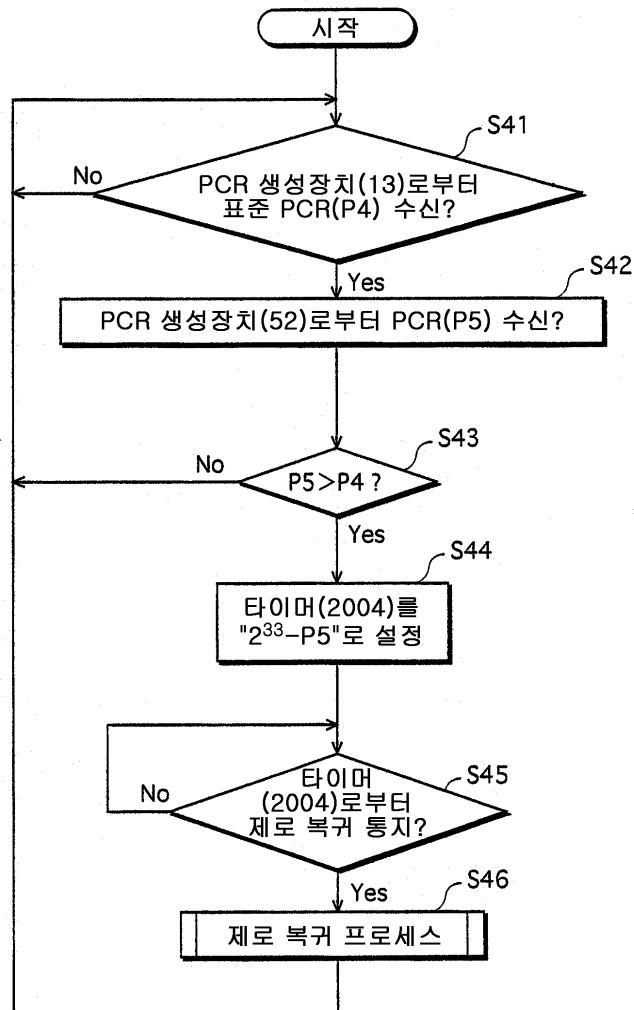 시작
S41
No
PCR 생성장치(13)로부터
표준 PCR(P4) 수신?
Yes
S42
PCR 생성장치(52)로부터 PCR(P5) 수신?
S43
No
P5>P4 ?
Yes
S44
타이머(2004)를
"2³³-P5"로 설정
타이머
S45
No
(2004)로부터
제로 복귀 통지?
Yes
S46
제로 복귀 프로세스